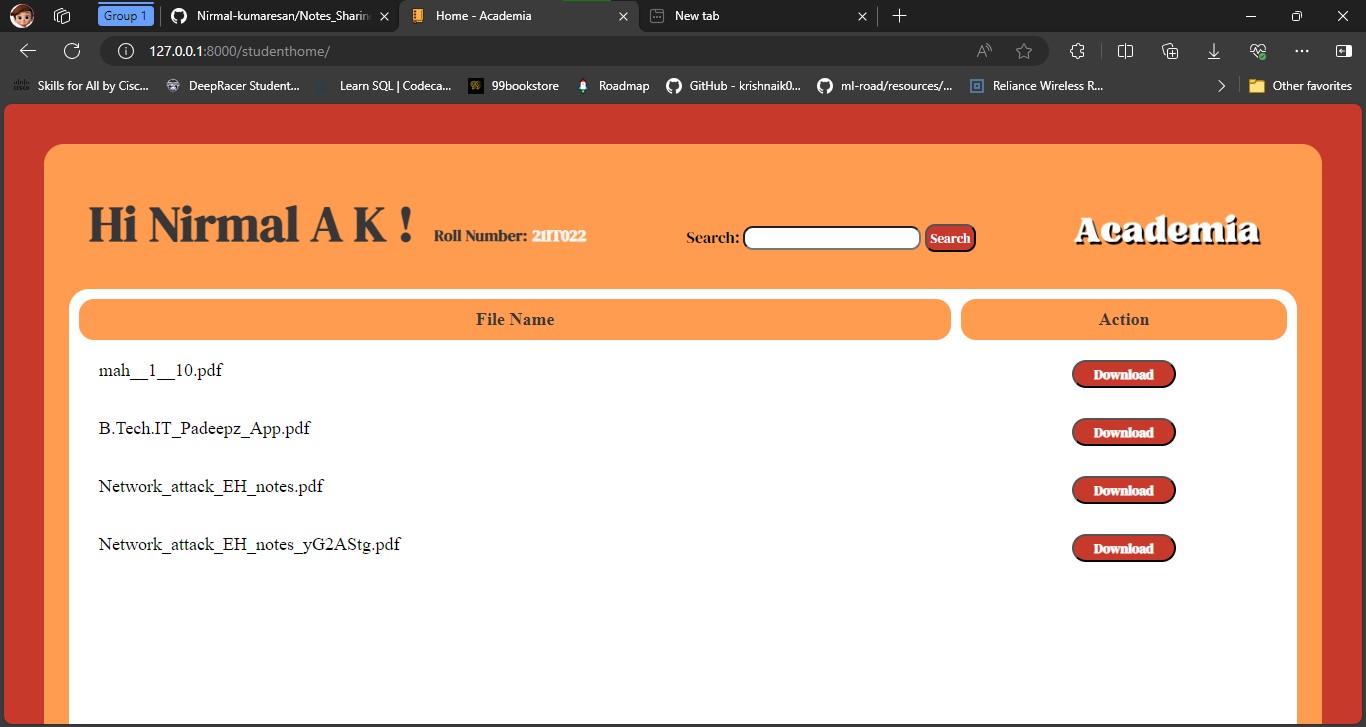 Group 1
Nirmal-kumaresan/Notes_Sharin
Home - Academia
New tab
127.0.0.1:8000/studenthome/
Skills for All by Cisc...
DeepRacer Student...
Learn SQL | Codeca...
99bookstore
Roadmap
GitHub - krishnaik0...
ml-road/resources/...
Reliance Wireless R...
Other favorites
Hi Nirmal A K !
Roll Number: 21IT022
Search:
Search
Academia
File Name
Action
mah__1__10.pdf
Download
B.Tech.IT_Padeepz_App.pdf
Download
Network_attack_EH_notes.pdf
Download
Network_attack_EH_notes_yG2AStg.pdf
Download